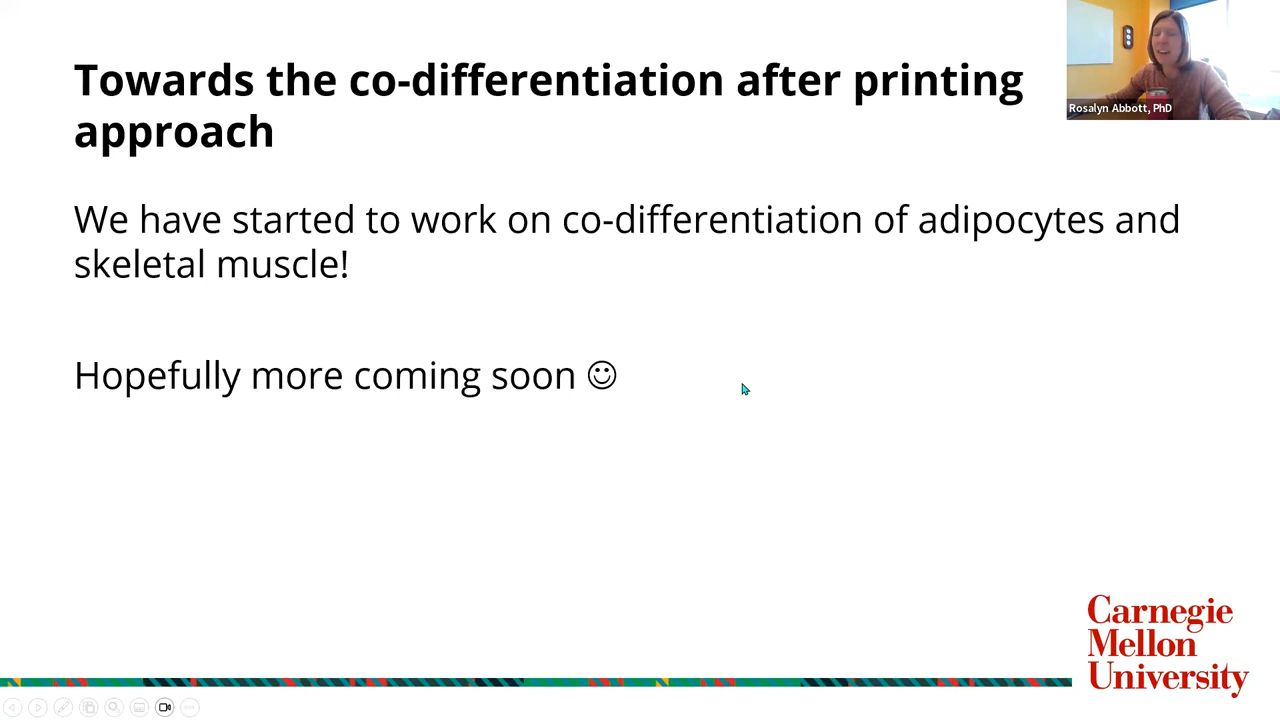 Towards the co-differentiation after printing
approach
Rosalyn Abbott, PhD
We have started to work on co-differentiation of adipocytes and
skeletal muscle!
Hopefully more coming soon ☺
Carnegie
Mellon
University